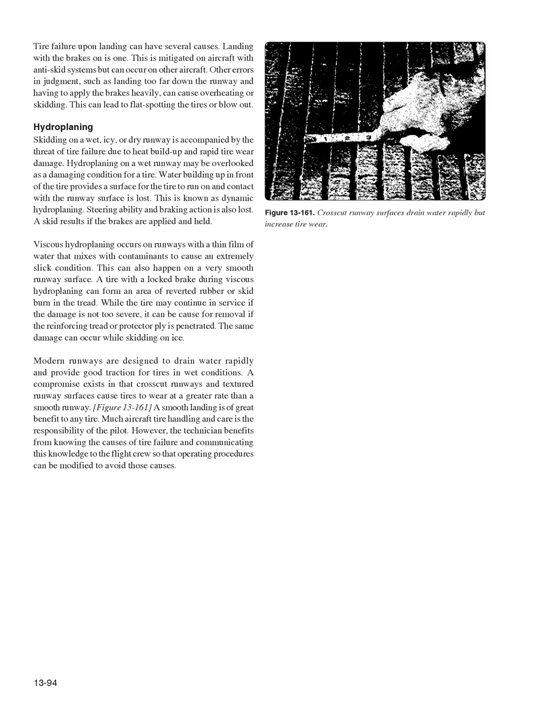 Tire failure upon landing can have several causes. Landing
with the brakes on is one. This is mitigated on aircraft with
anti-skid systems but can occur on other aircraft. Other errors
in judgment, such as landing too far down the runway and
having to apply the brakes heavily, can cause overheating or
skidding. This can lead to flat-spotting the tires or blow out.
Hydroplaning
Skidding on a wet, icy, or dry runway is accompanied by the
threat of tire failure due to heat build-up and rapid tire wear
damage. Hydroplaning on a wet runway may be overlooked
as a damaging condition for a tire. Water building up in front
of the tire provides a surface for the tire to run on and contact
with the runway surface is lost. This is known as dynamic
hydroplaning. Steering ability and braking action is also lost.
A skid results if the brakes are applied and held.
Viscous hydroplaning occurs on runways with a thin film of
water that mixes with contaminants to cause an extremely
slick condition. This can also happen on a very smooth
runway surface. A tire with a locked brake during viscous
hydroplaning can form an area of reverted rubber or skid
burn in the tread. While the tire may continue in service if
the damage is not too severe, it can be cause for removal if
the reinforcing tread or protector ply is penetrated. The same
damage can occur while skidding on ice.
Modern runways are designed to drain water rapidly
and provide good traction for tires in wet conditions. A
compromise exists in that crosscut runways and textured
runway surfaces cause tires to wear at a greater rate than a
smooth runway. [Figure 13-161] A smooth landing is of great
benefit to any tire. Much aircraft tire handling and care is the
responsibility of the pilot. However, the technician benefits
from knowing the causes of tire failure and communicating
this knowledge to the flight crew so that operating procedures
can be modified to avoid those causes.
1 2 3
Figure 13-161. Crosscut runway surfaces drain water rapidly but
increase tire wear.
13-94